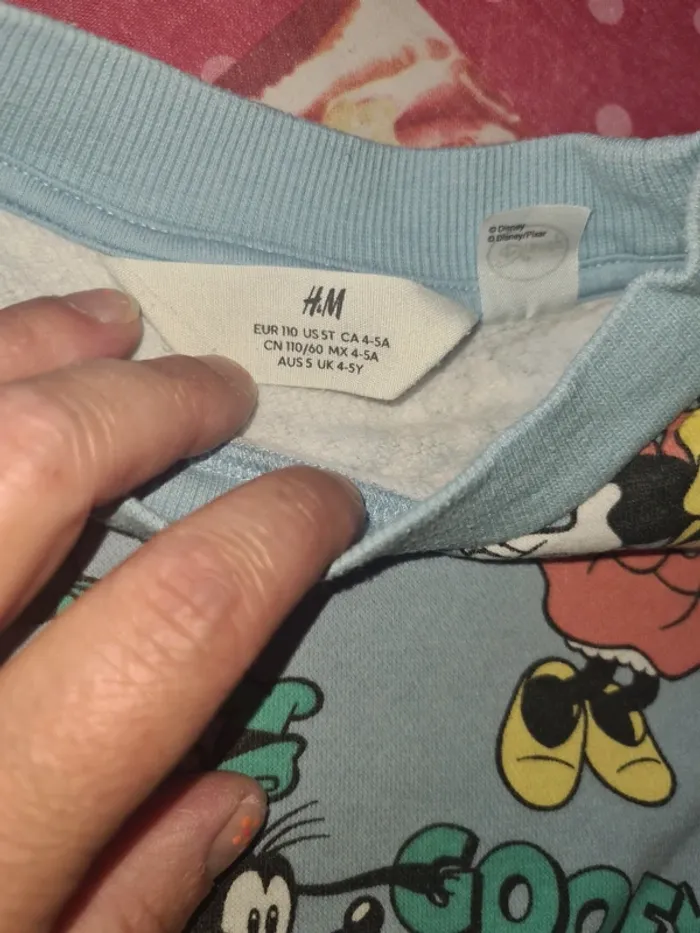 © Disney
© Disney/Pixar
H&M
EUR 110 US 5T CA 4-5A
CN 110/60 MX 4-5A
AUS 5 UK 4-5Y
GOOFY